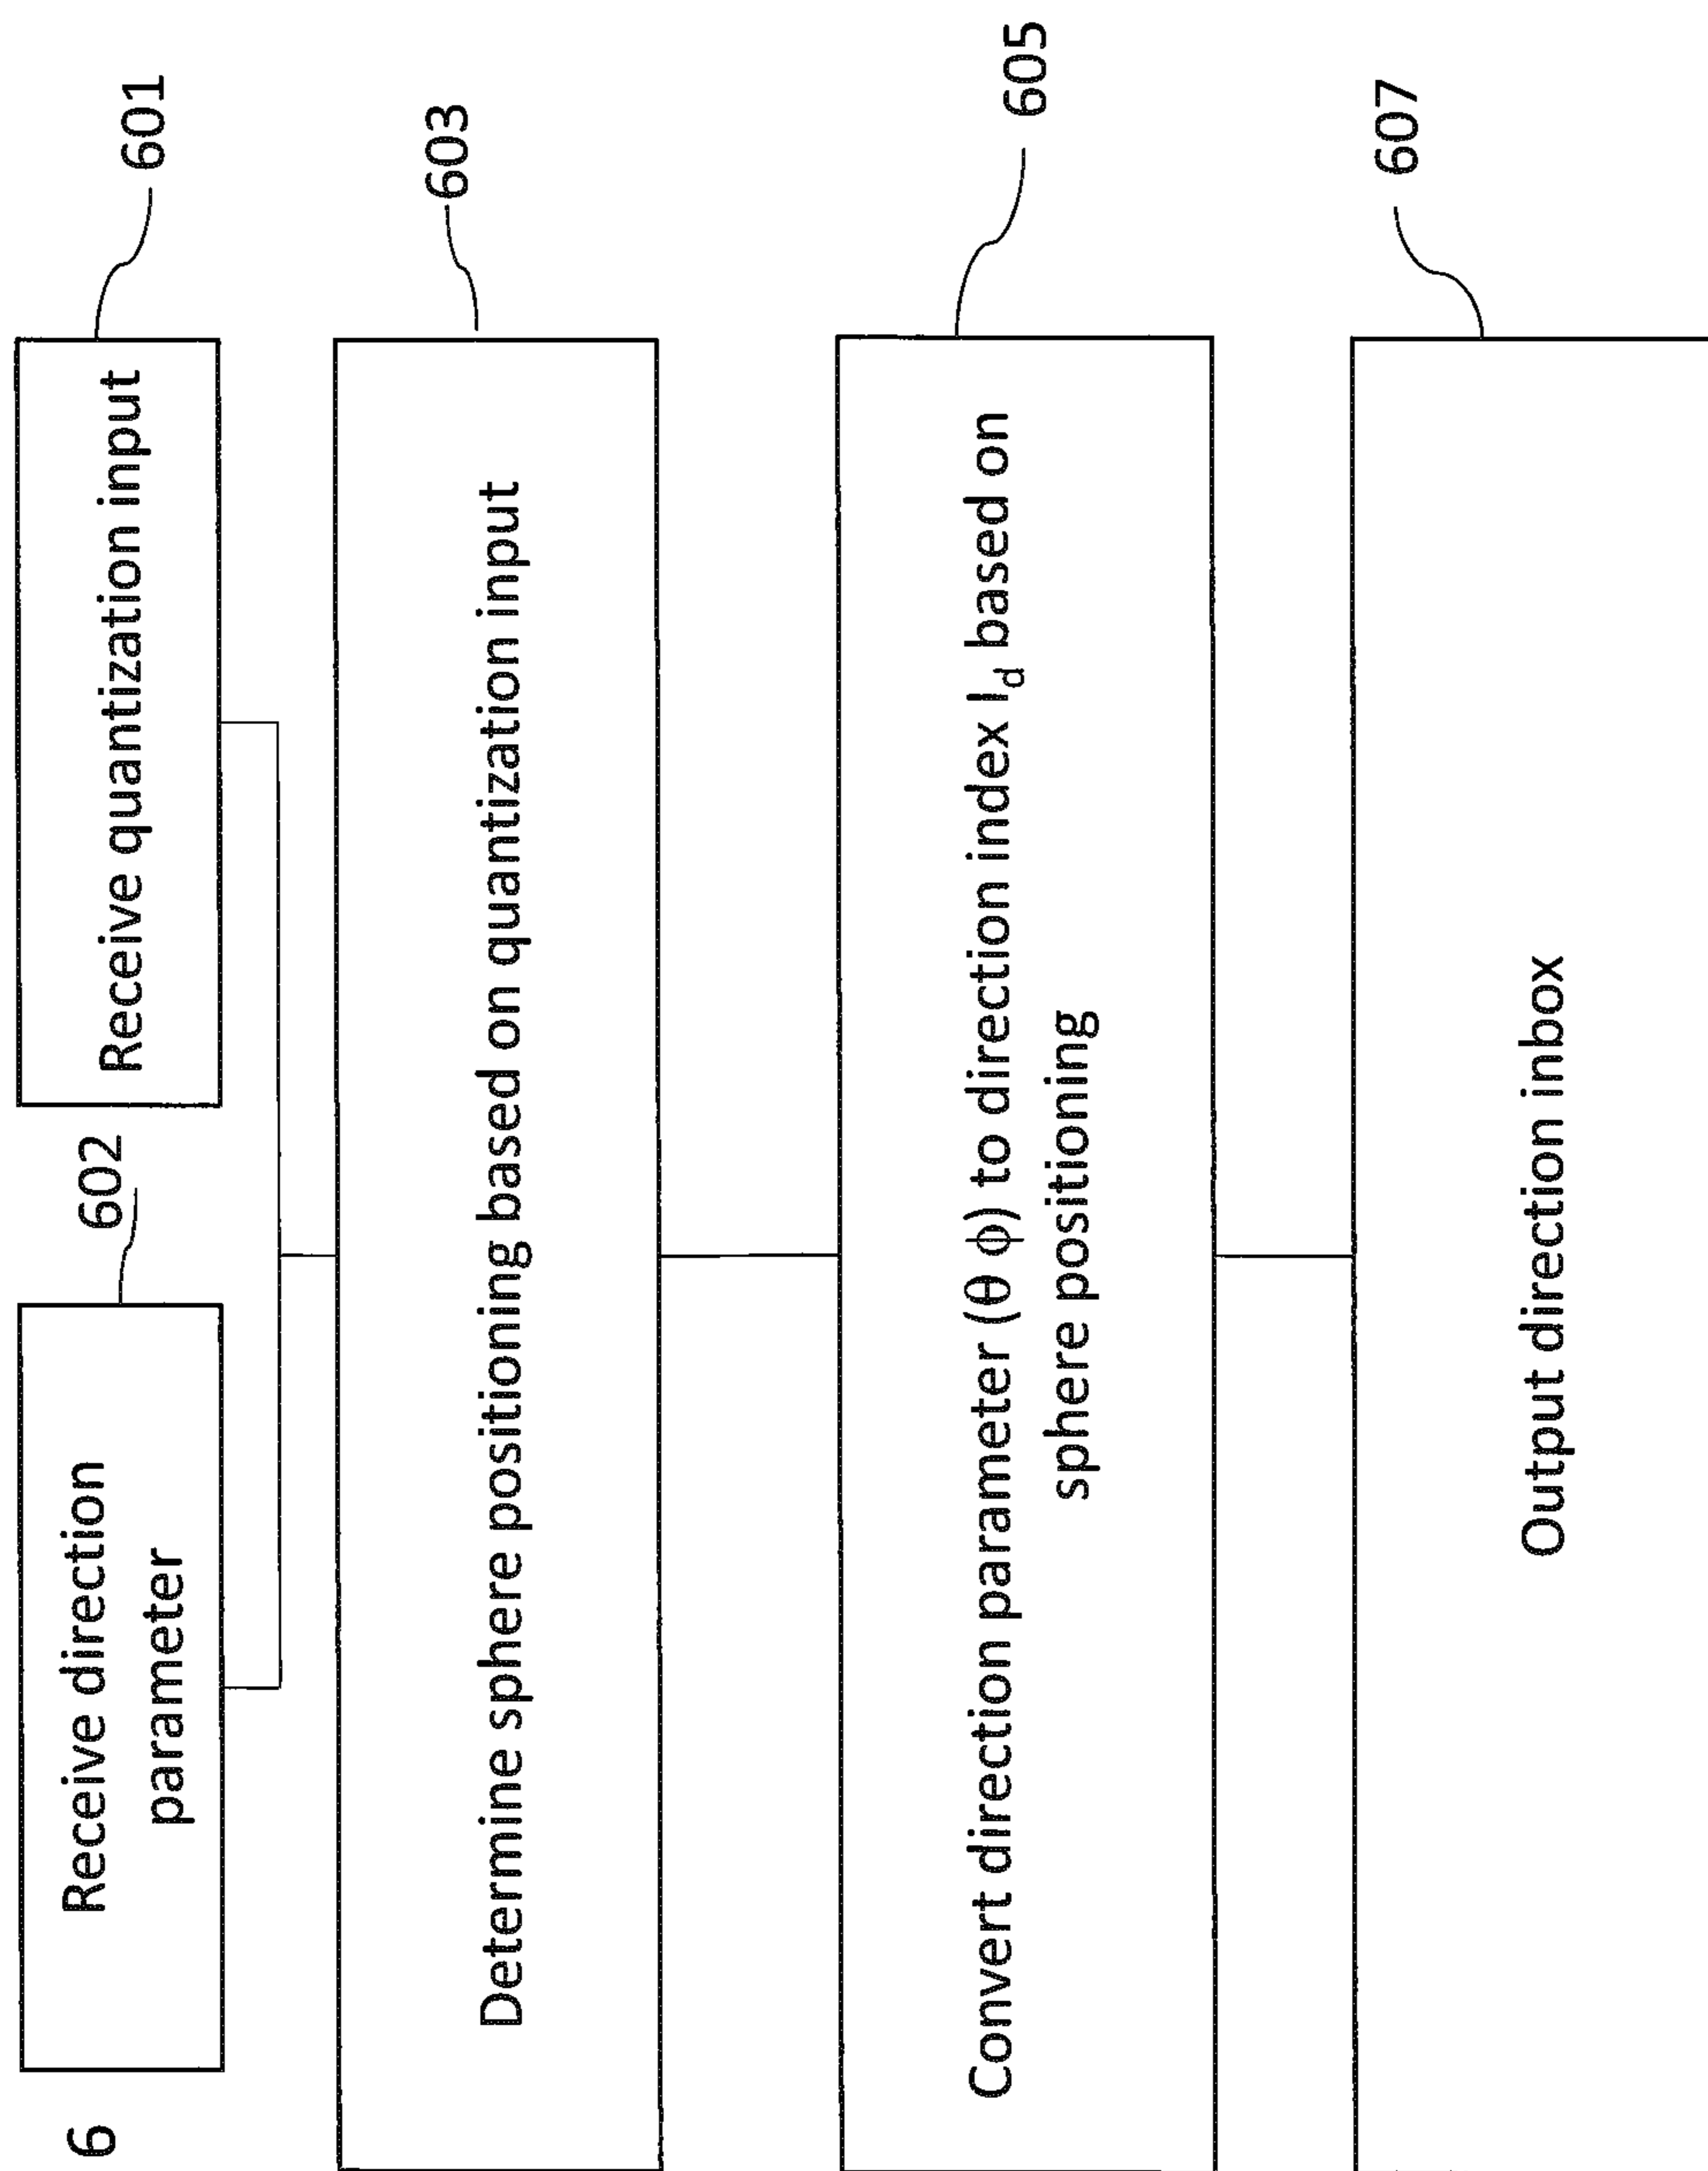 6
Receive direction
parameter
602
Receive quantization input
601
Determine sphere positioning based on quantization input
603
Convert direction parameter (θ ϕ) to direction index Id based on
sphere positioning
605
Output direction inbox
607